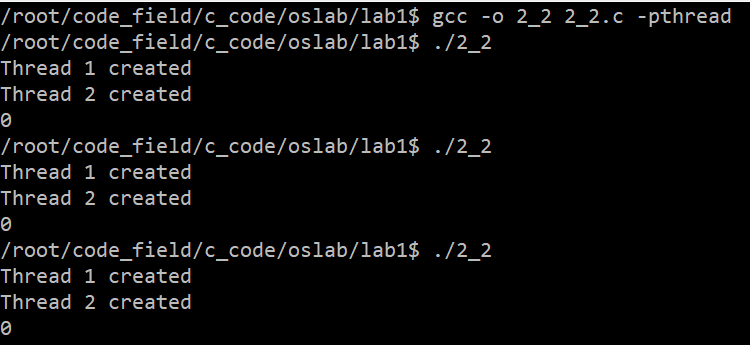 /root/code_field/c_code/oslab/lab1$ gcc -o 2_2 2_2.c -pthread
/root/code_field/c_code/oslab/lab1$ ./2_2
Thread 1 created
Thread 2 created
0
/root/code_field/c_code/oslab/lab1$ ./2_2
Thread 1 created
Thread 2 created
0
/root/code_field/c_code/oslab/lab1$ ./2_2
Thread 1 created
Thread 2 created
0